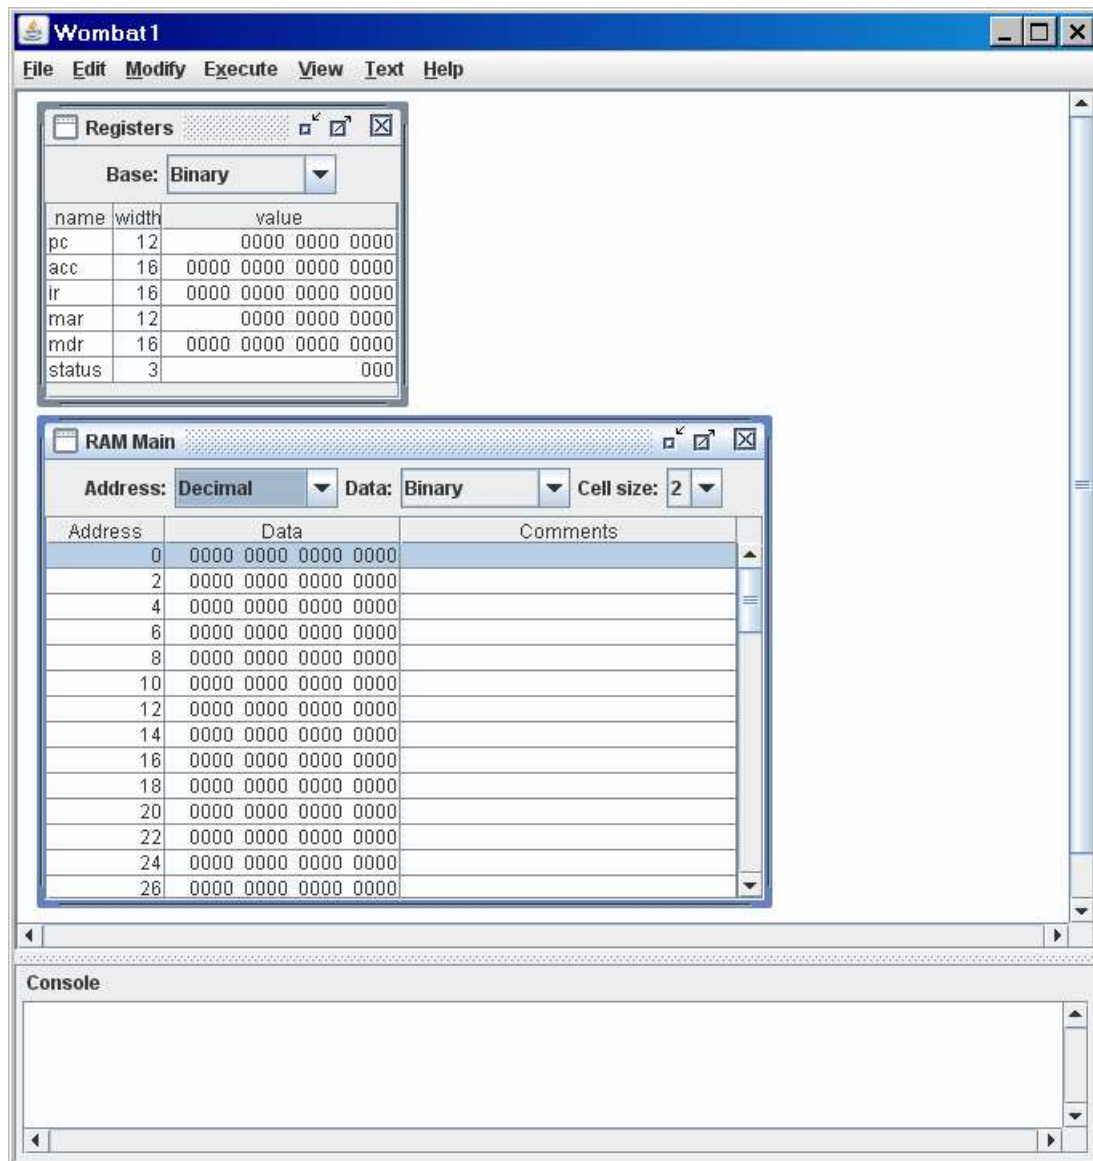 Wombat1
File Edit Modify Execute View Text Help
Registers
Base: Binary
name width value
pc 12 0000 0000 0000
acc 16 0000 0000 0000 0000
ir 16 0000 0000 0000 0000
mar 12 0000 0000 0000
mdr 16 0000 0000 0000 0000
status 3 000
RAM Main
Address: Decimal Data: Binary Cell size: 2
Address Data Comments
0 0000 0000 0000 0000
2 0000 0000 0000 0000
4 0000 0000 0000 0000
6 0000 0000 0000 0000
8 0000 0000 0000 0000
10 0000 0000 0000 0000
12 0000 0000 0000 0000
14 0000 0000 0000 0000
16 0000 0000 0000 0000
18 0000 0000 0000 0000
20 0000 0000 0000 0000
22 0000 0000 0000 0000
24 0000 0000 0000 0000
26 0000 0000 0000 0000
Console